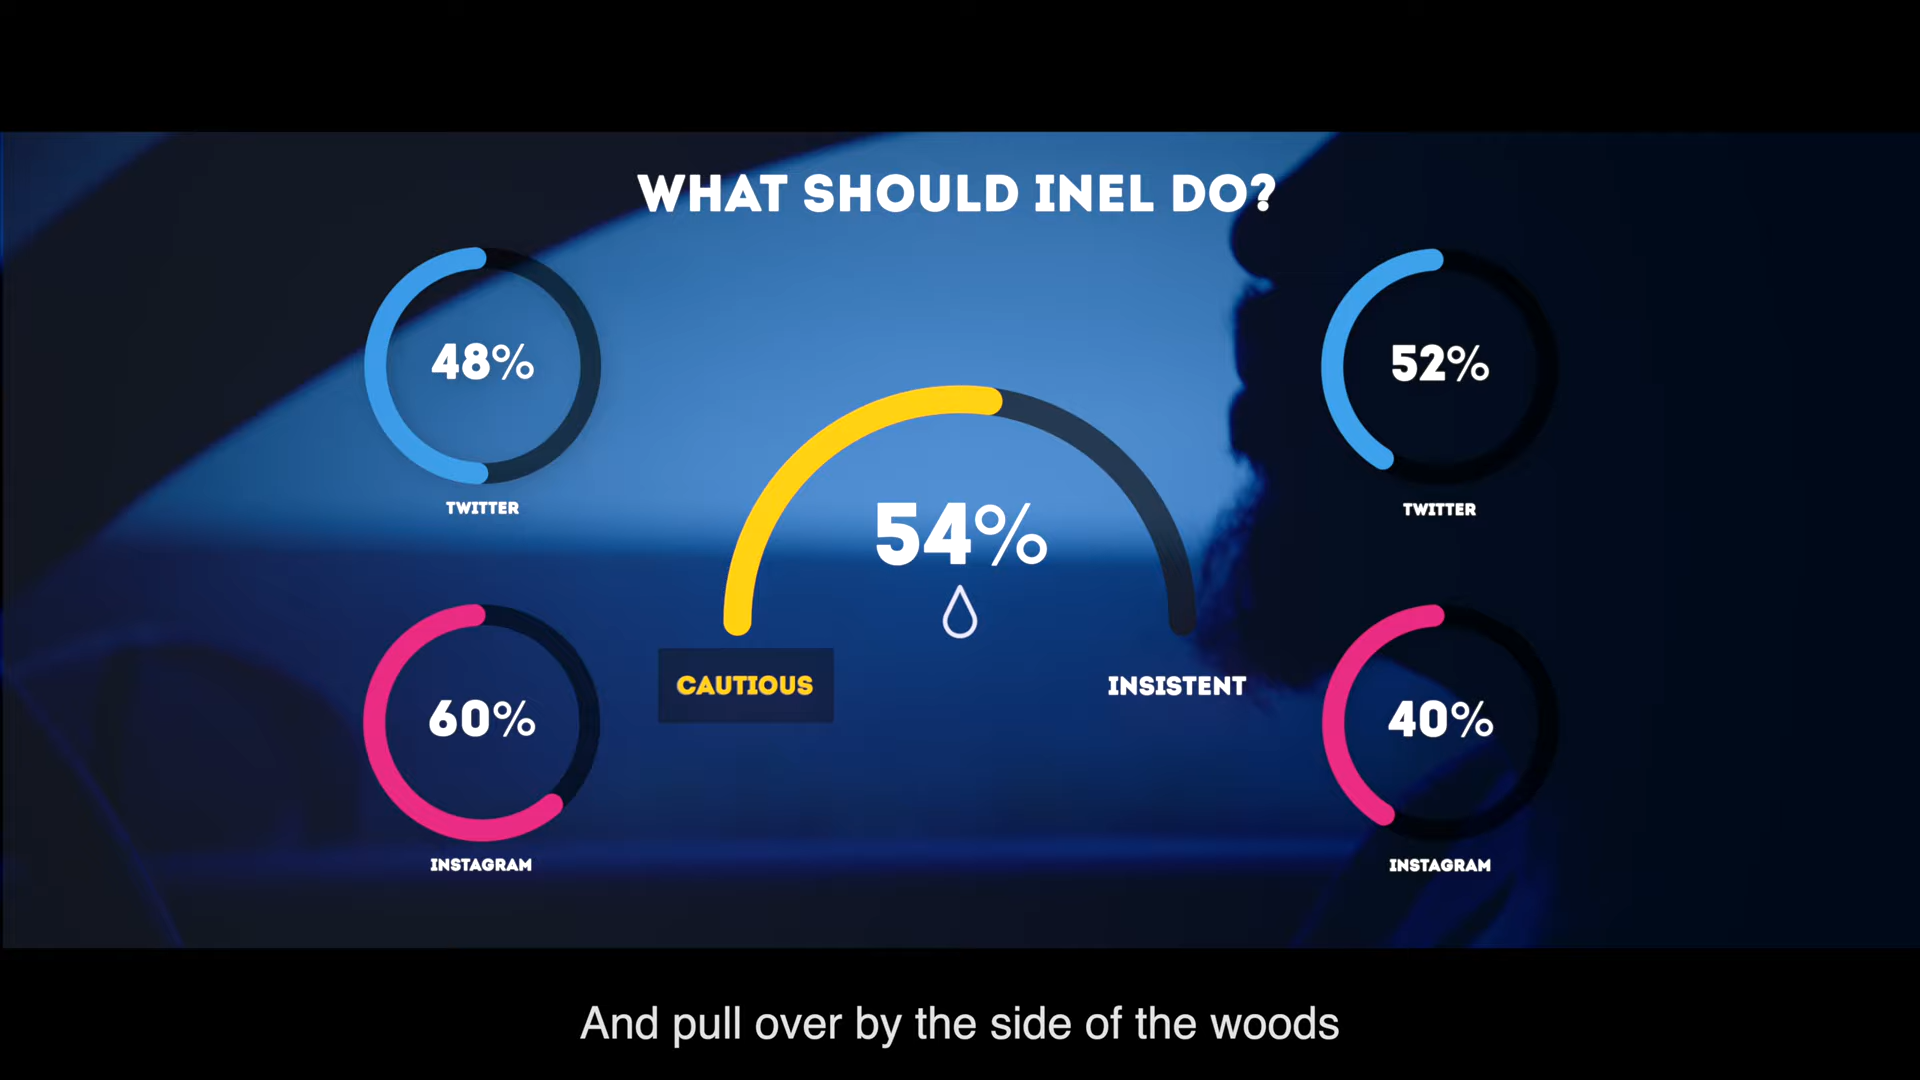 WHAT SHOULD INEL DO?
48%
TWITTER
52%
TWITTER
54%
CAUTIOUS
INSISTENT
60%
INSTAGRAM
40%
INSTAGRAM
And pull over by the side of the woods